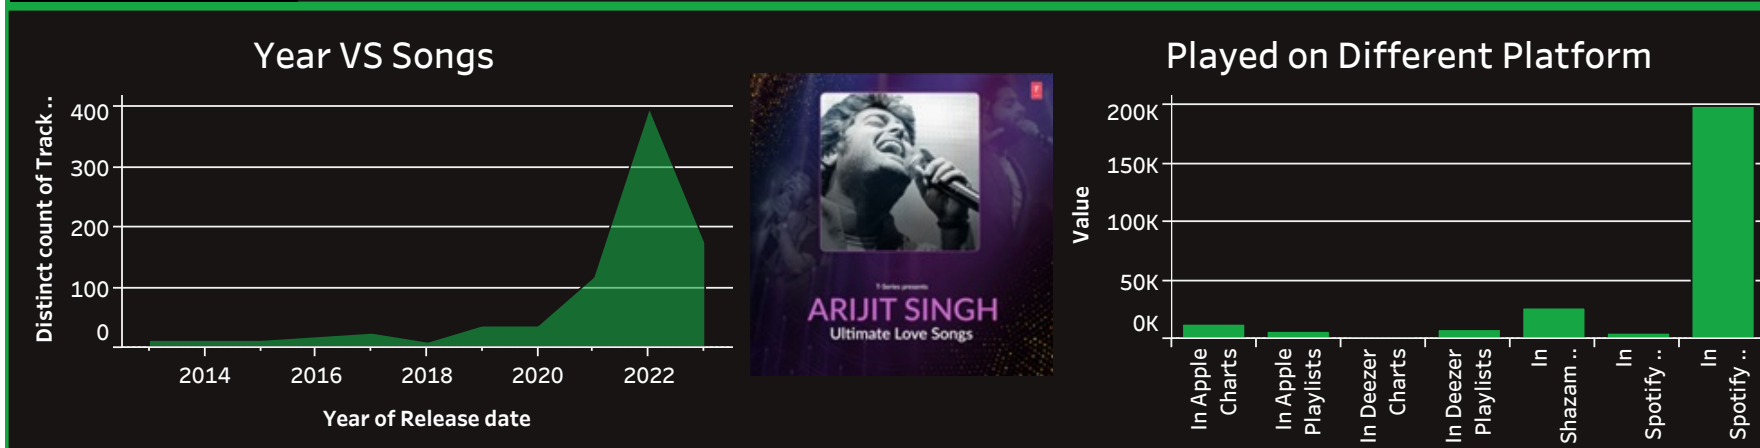 Year VS Songs
Distinct count of Track..
400
300
200
100
0
2014
2016
2018
2020
2022
Year of Release date
T
T-Series presents
ARIJIT SINGH
Ultimate Love Songs
Played on Different Platform
Value
200K
150K
100K
50K
0K
In Apple
Charts
In Apple
Playlists
In Deezer
Charts
In Deezer
Playlists
In
Shazam ..
In
Spotify ..
In
Spotify ..